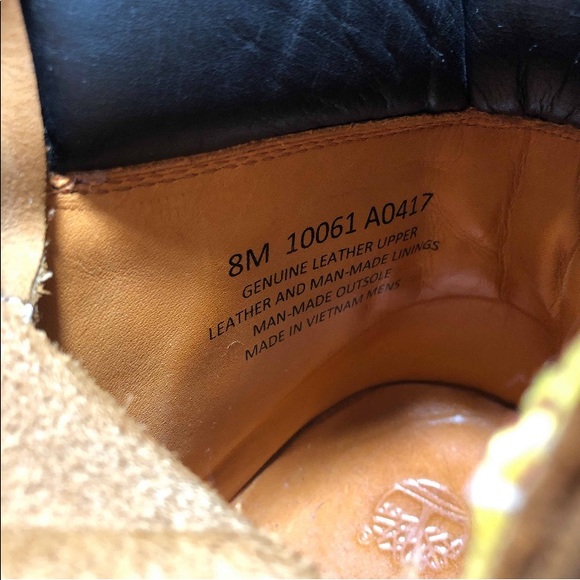 8M 10061 A0417
GENUINE LEATHER UPPER
LEATHER AND MAN-MADE LININGS
MAN-MADE OUTSOLE
MADE IN VIETNAM MENS